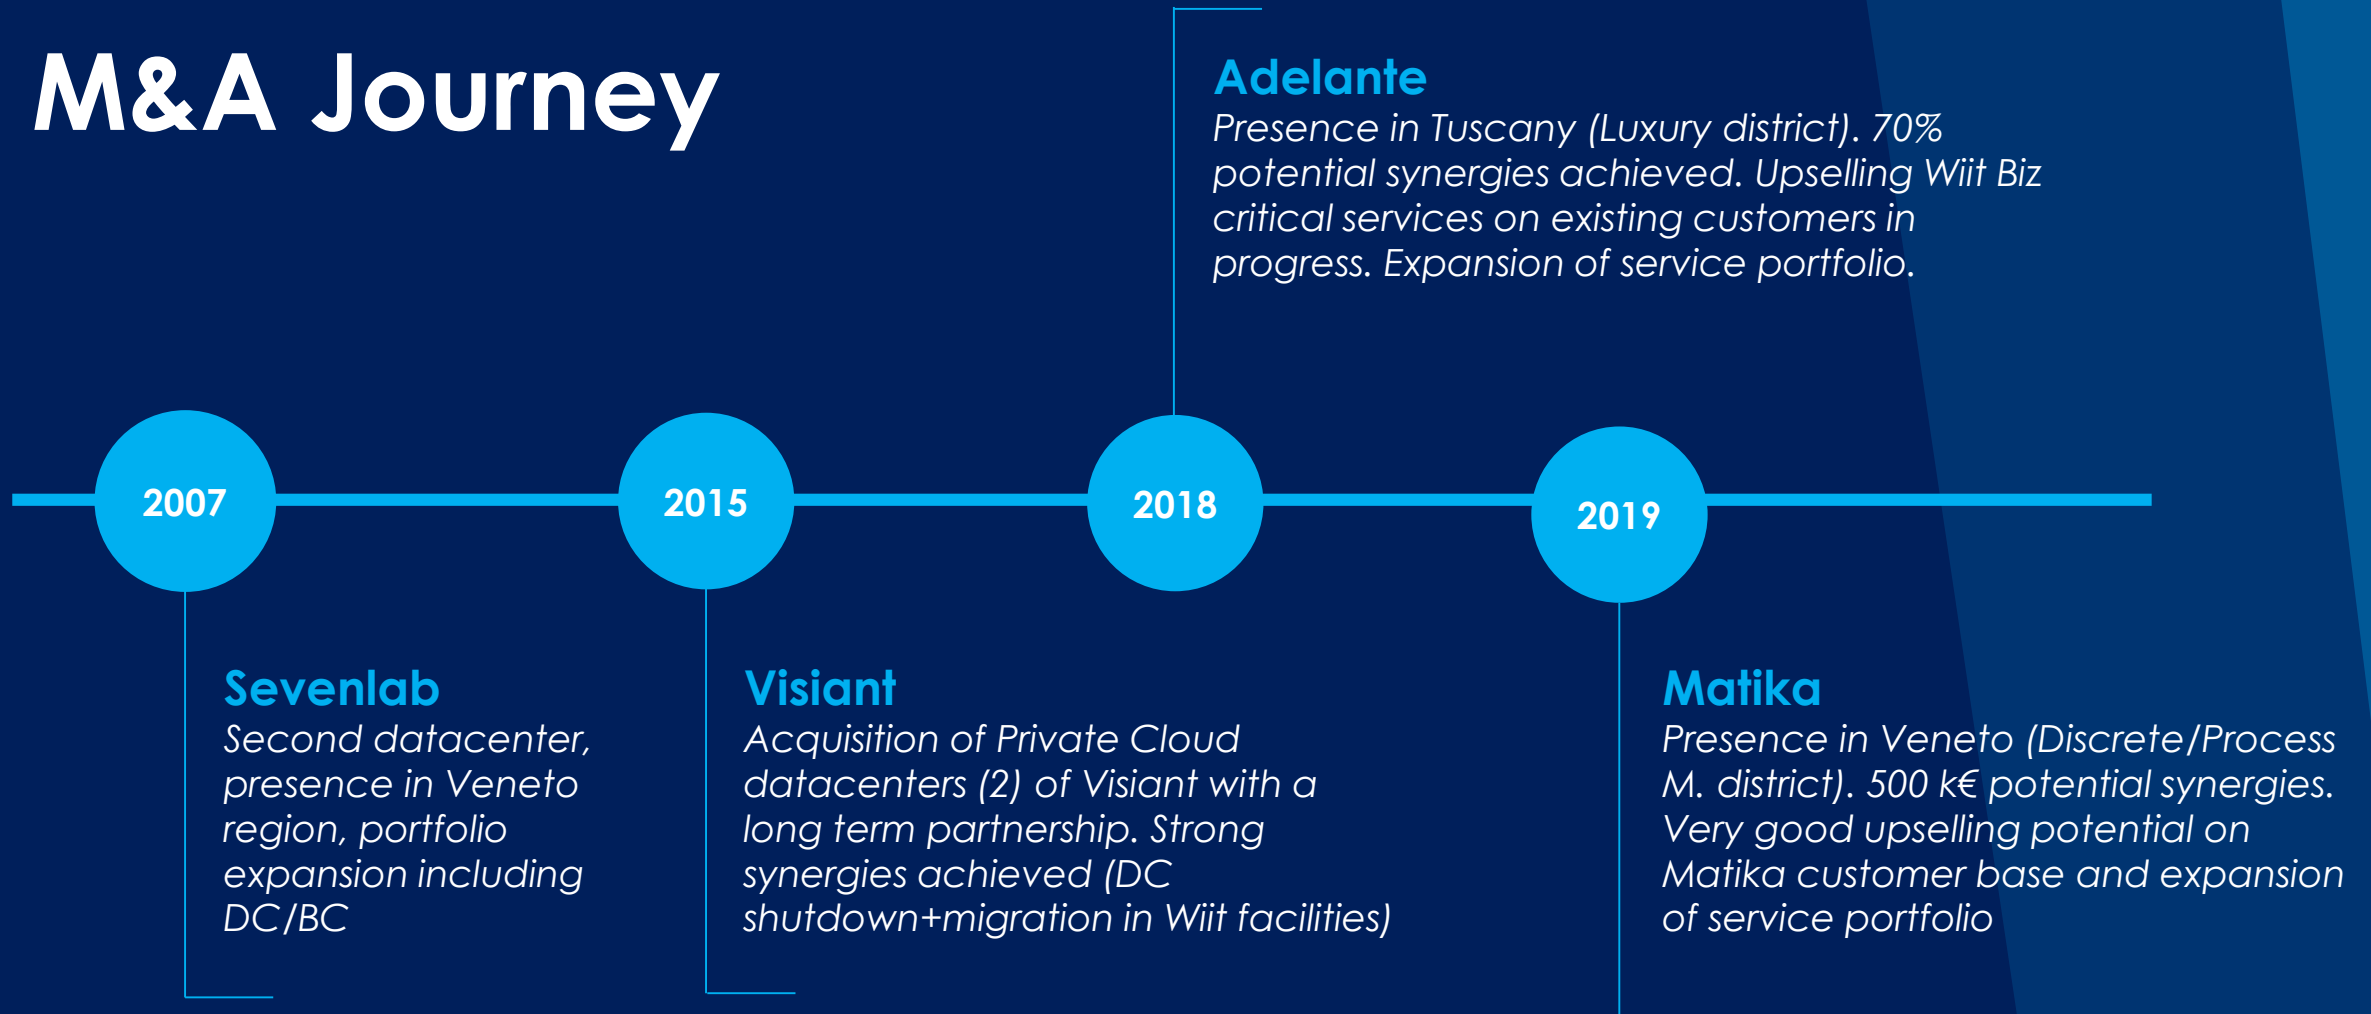 M&A Journey
Adelante
Presence in Tuscany (Luxury district). 70%
potential synergies achieved. Upselling Wiit Biz
critical services on existing customers in
progress. Expansion of service portfolio.
2007
2015
2018
2019
Sevenlab
Second datacenter,
presence in Veneto
region, portfolio
expansion including
DC/BC
Visiant
Acquisition of Private Cloud
datacenters (2) of Visiant with a
long term partnership. Strong
synergies achieved (DC
shutdown+migration in Wiit facilities)
Matika
Presence in Veneto (Discrete/Process
M. district). 500 k€ potential synergies.
Very good upselling potential on
Matika customer base and expansion
of service portfolio